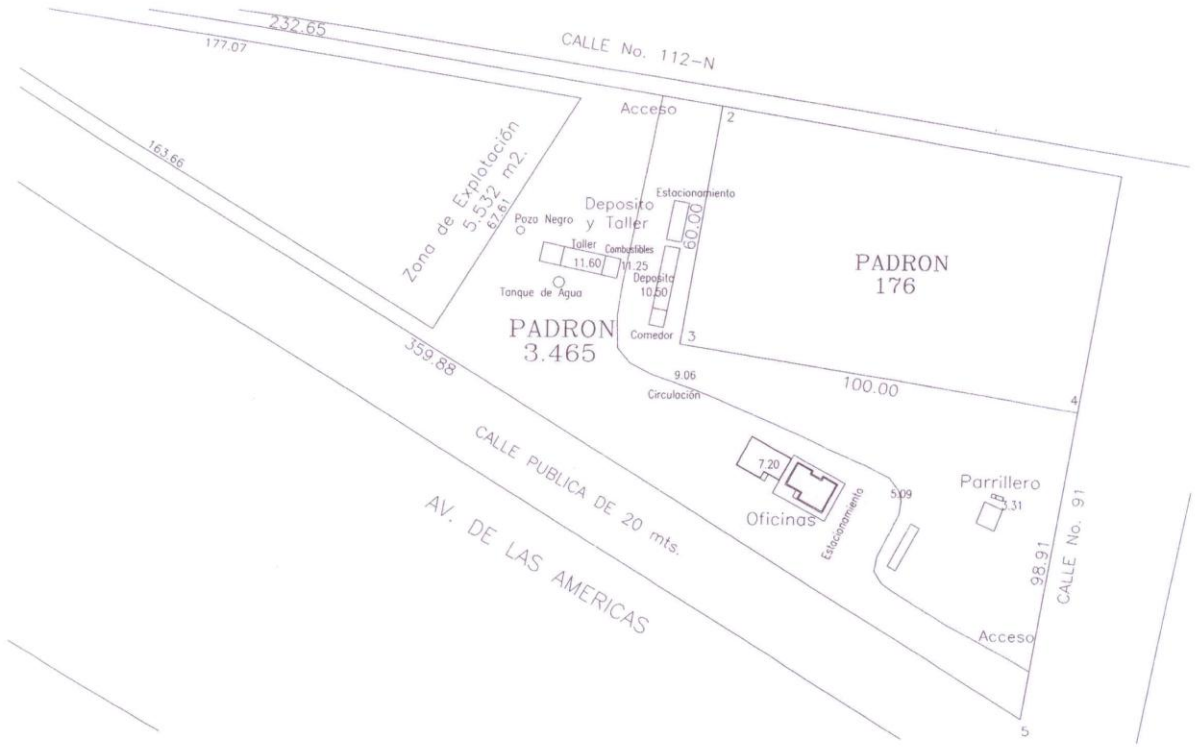 232.65
177.07
CALLE No. 112-N
Acceso
2
163.66
Zona de Explotación
5.532 m2.
67.61
Pozo Negro
Deposito
y Taller
Estacionamiento
60.00
Taller
Combustibles
11.60
11.25
Tanque de Agua
Deposito
10.50
Comedor
3
PADRON
176
PADRON
3.465
359.88
9.06
Circulación
100.00
4
CALLE PUBLICA DE 20 mts.
AV. DE LAS AMERICAS
7.20
Oficinas
Estacionamiento
5.09
Parrillero
3.31
98.91
CALLE No. 91
Acceso
5